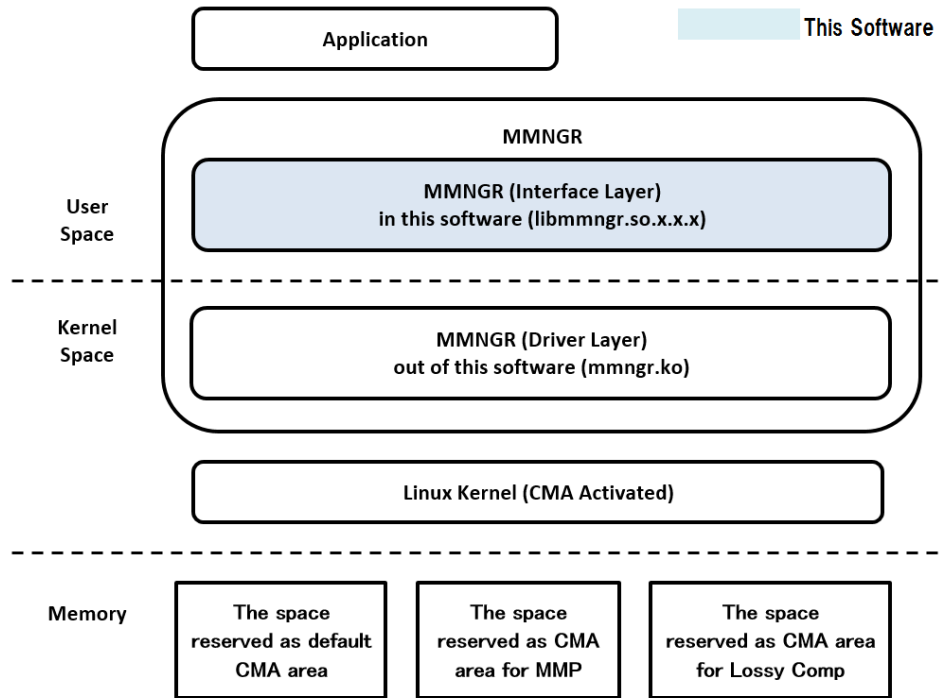 Application
This Software
MMNGR
MMNGR (Interface Layer)
in this software (libmmngr.so.x.x.x)
User
Space
Kernel
Space
MMNGR (Driver Layer)
out of this software (mmngr.ko)
Linux Kernel (CMA Activated)
Memory
The space
reserved as default
CMA area
The space
reserved as CMA
area for MMP
The space
reserved as CMA area
for Lossy Comp